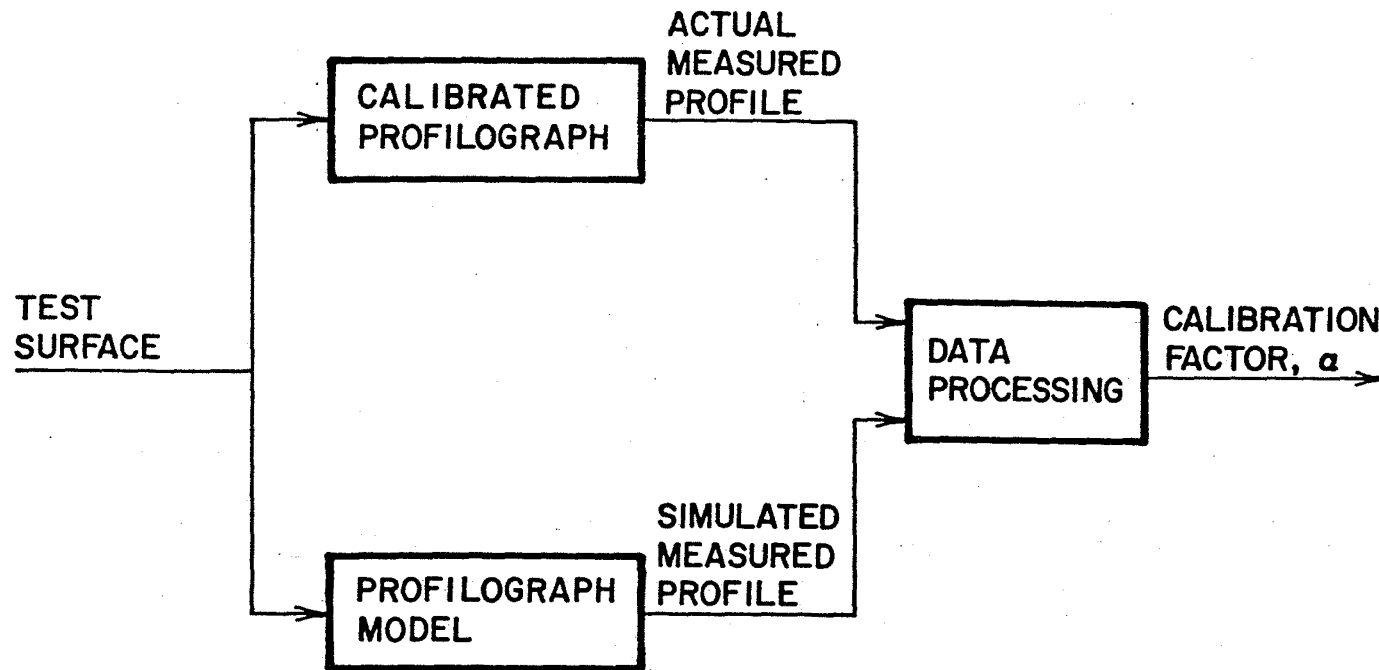 ACTUAL
MEASURED
PROFILE
CALIBRATED
PROFILOGRAPH
TEST
SURFACE
DATA
PROCESSING
CALIBRATION
FACTOR, α
SIMULATED
MEASURED
PROFILE
PROFILOGRAPH
MODEL